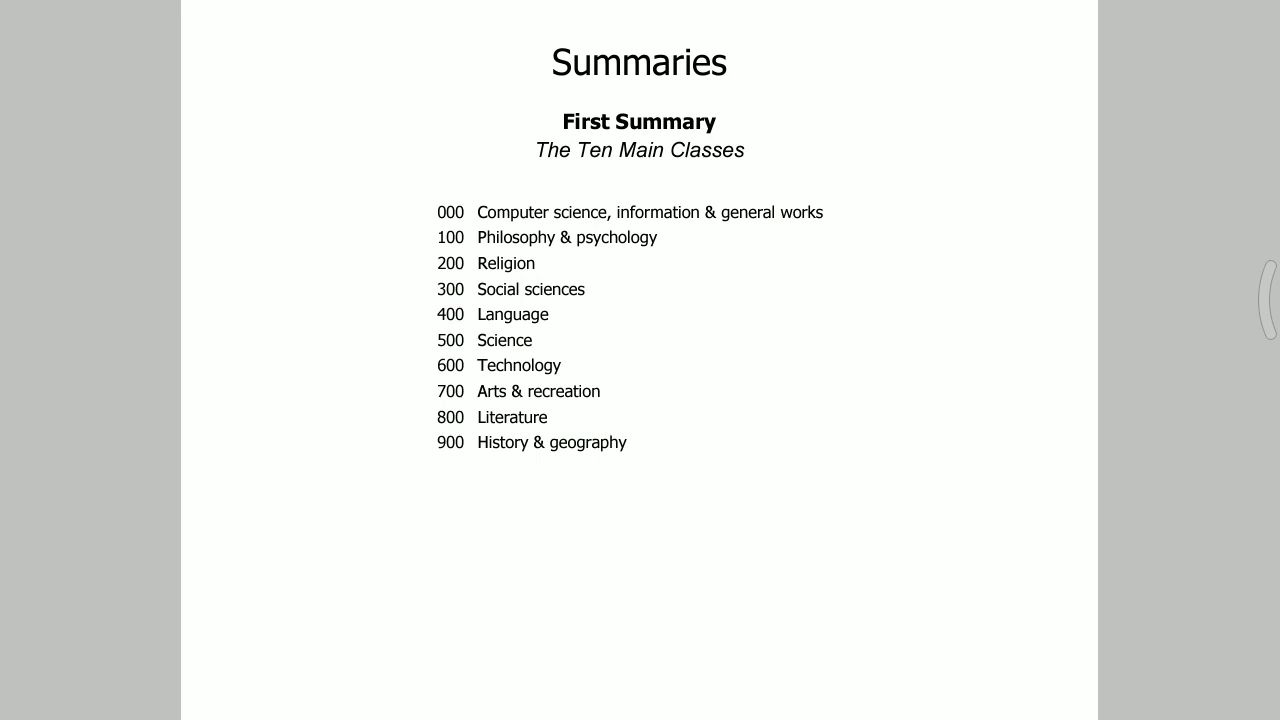 Summaries
First Summary
The Ten Main Classes
000 Computer science, information & general works
100 Philosophy & psychology
200 Religion
300 Social sciences
400 Language
500 Science
600 Technology
700 Arts & recreation
800 Literature
900 History & geography